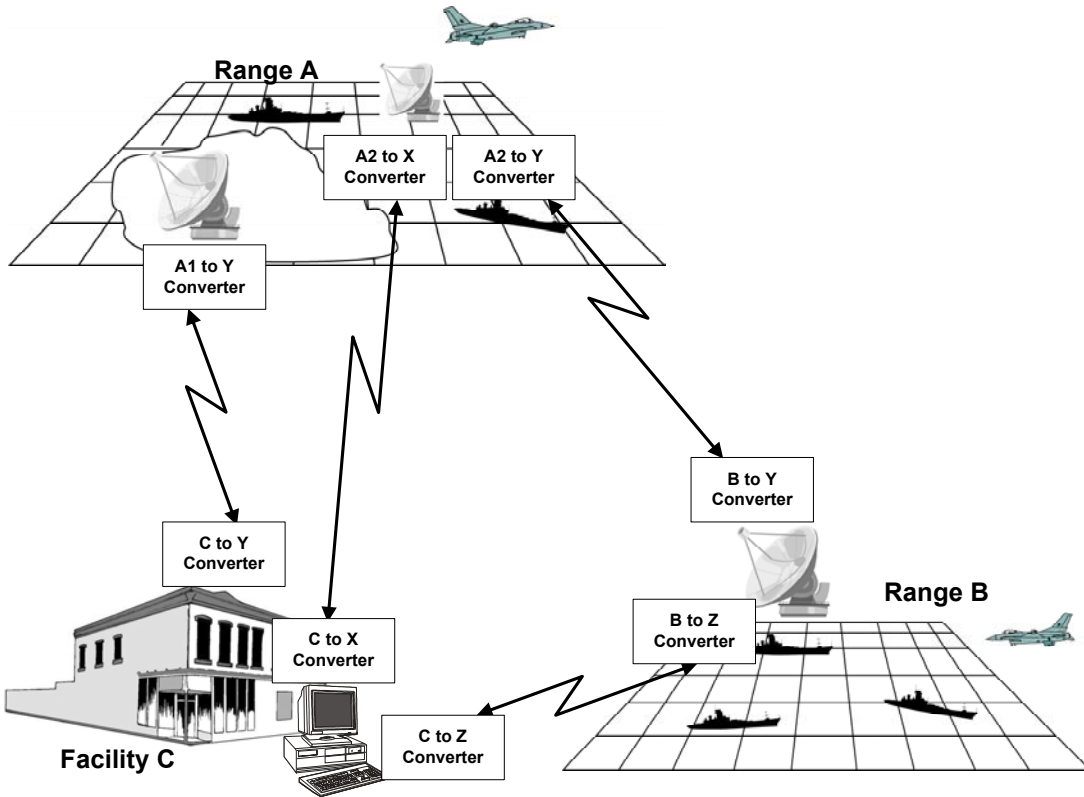 Range A
A2 to X
Converter
A2 to Y
Converter
A1 to Y
Converter
B to Y
Converter
C to Y
Converter
Range B
B to Z
Converter
C to X
Converter
C to Z
Converter
Facility C